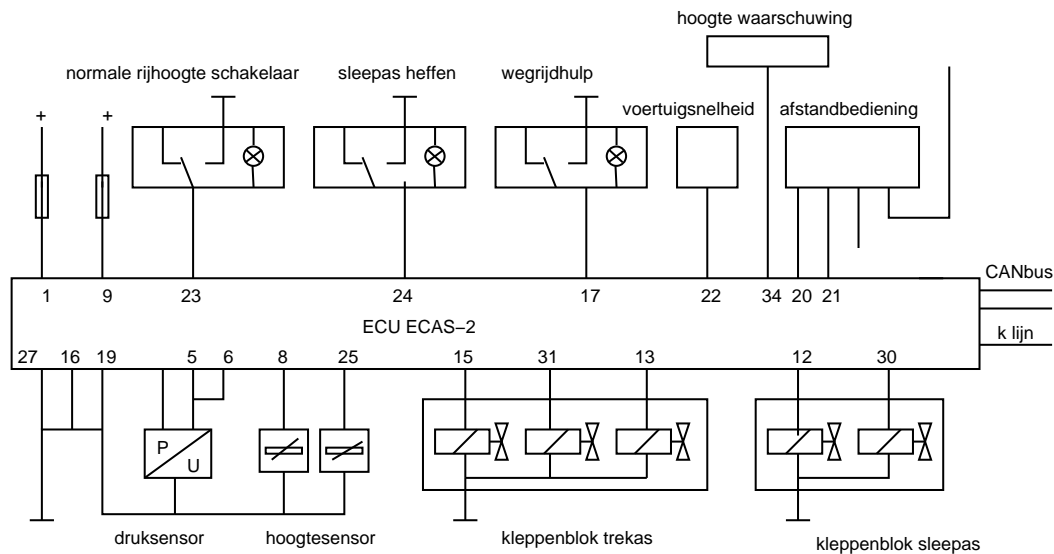 hoogte waarschuwing
normale rijhoogte schakelaar
sleepas heffen
wegrijdhulp
voertuigsnelheid
afstandbediening
+
+
CANbus
1
9
23
24
17
22
34
20
21
ECU ECAS−2
k lijn
27
16
19
5
6
8
25
15
31
13
12
30
P
U
druksensor
hoogtesensor
kleppenblok trekas
kleppenblok sleepas